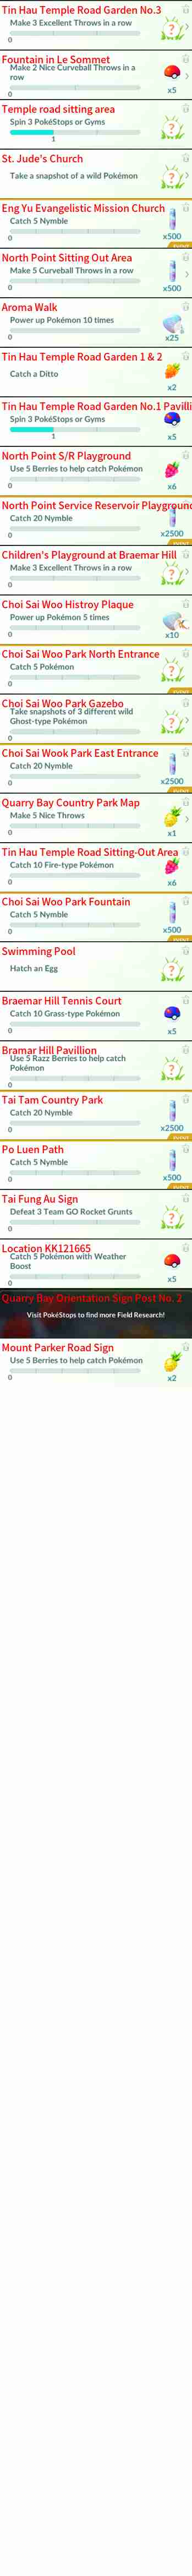 Tin Hau Temple Road Garden No.3
Make 3 Excellent Throws in a row
?
0
Fountain in Le Sommet
Make 2 Nice Curveball Throws in a
row
x5
0
Temple road sitting area
Spin 3 PokéStops or Gyms
?
1
St. Jude's Church
Take a snapshot of a wild Pokémon
?
Eng Yu Evangelistic Mission Church
Catch 5 Nymble
0
x500
EVENT
North Point Sitting Out Area
Make 5 Curveball Throws in a row
0
x500
Aroma Walk
Power up Pokémon 10 times
0
x25
Tin Hau Temple Road Garden 1 & 2
Catch a Ditto
x2
Tin Hau Temple Road Garden No.1 Pavilli
Spin 3 PokéStops or Gyms
1
x5
North Point S/R Playground
Use 5 Berries to help catch Pokémon
0
x6
North Point Service Reservoir Playground
Catch 20 Nymble
0
x2500
EVENT
Children's Playground at Braemar Hill
Make 3 Excellent Throws in a row
?
0
Choi Sai Woo Histroy Plaque
Power up Pokémon 5 times
0
x10
Choi Sai Woo Park North Entrance
Catch 5 Pokémon
?
0
EVENT
Choi Sai Woo Park Gazebo
Take snapshots of 3 different wild
Ghost-type Pokémon
?
0
Choi Sai Wook Park East Entrance
Catch 20 Nymble
0
x2500
EVENT
Quarry Bay Country Park Map
Make 5 Nice Throws
0
x1
Tin Hau Temple Road Sitting-Out Area
Catch 10 Fire-type Pokémon
0
x6
Choi Sai Woo Park Fountain
Catch 5 Nymble
0
x500
EVENT
Swimming Pool
Hatch an Egg
?
Braemar Hill Tennis Court
Catch 10 Grass-type Pokémon
0
x5
Bramar Hill Pavillion
Use 5 Razz Berries to help catch
Pokémon
?
0
Tai Tam Country Park
Catch 20 Nymble
0
x2500
EVENT
Po Luen Path
Catch 5 Nymble
0
x500
EVENT
Tai Fung Au Sign
Defeat 3 Team GO Rocket Grunts
?
0
Location KK121665
Catch 5 Pokémon with Weather
Boost
x5
0
Quarry Bay Orientation Sign Post No. 2
Visit PokéStops to find more Field Research!
Mount Parker Road Sign
Use 5 Berries to help catch Pokémon
0
x2